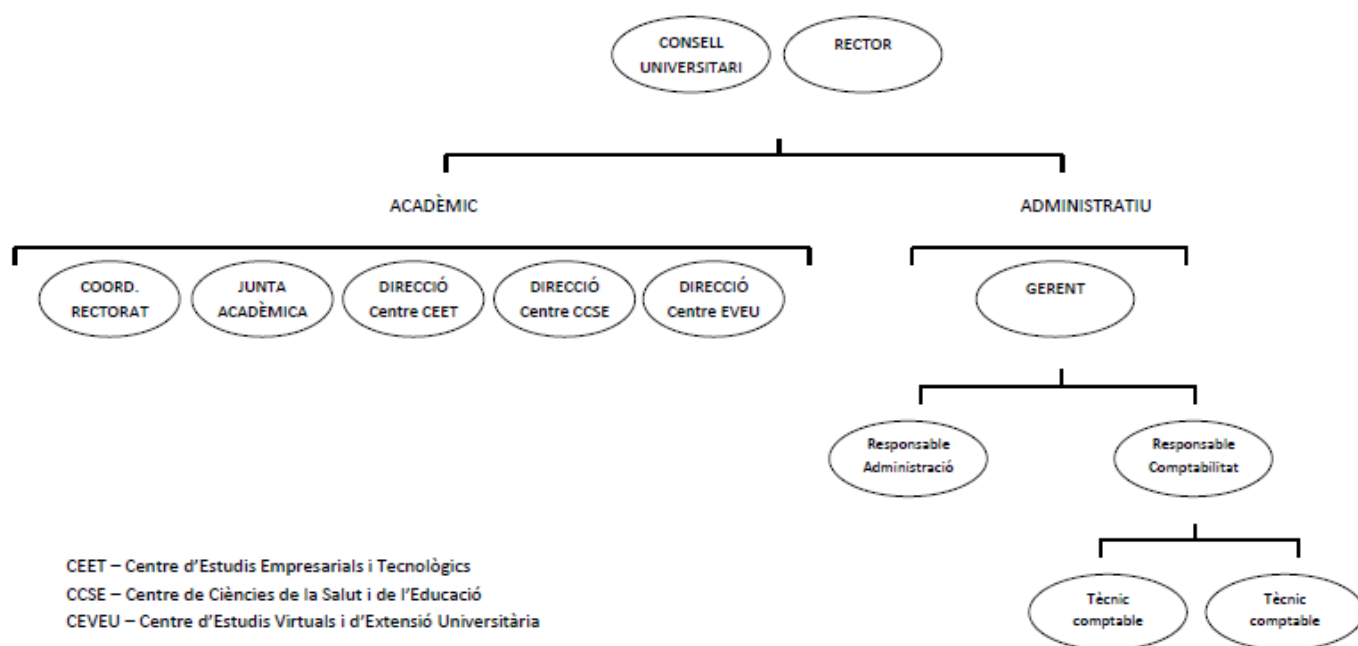 CONSELL
UNIVERSITARI
RECTOR
ACADÈMIC
ADMINISTRATIU
COORD.
RECTORAT
JUNTA
ACADÈMICA
DIRECCIÓ
Centre CEET
DIRECCIÓ
Centre CCSE
DIRECCIÓ
Centre EVEU
GERENT
Responsable
Administració
Responsable
Comptabilitat
Tècnic
comptable
Tècnic
comptable
CEET – Centre d'Estudis Empresarials i Tecnològics
CCSE – Centre de Ciències de la Salut i de l'Educació
CEVEU – Centre d'Estudis Virtuals i d'Extensió Universitària